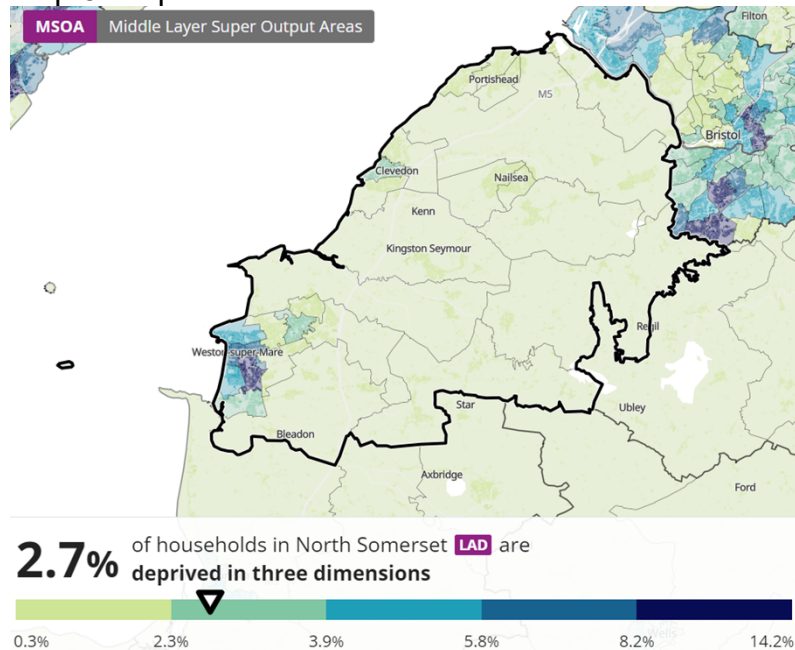 MSOA Middle Layer Super Output Areas
Filton
Portishead
M5
Bristol
Clevedon
Nailsea
Kenn
Kingston Seymour
Regil
Weston-super-Mare
Star
Ubley
Bleadon
Axbridge
Ford
2.7% of households in North Somerset LAD are
deprived in three dimensions
Wells
0.3% 2.3% 3.9% 5.8% 8.2% 14.2%